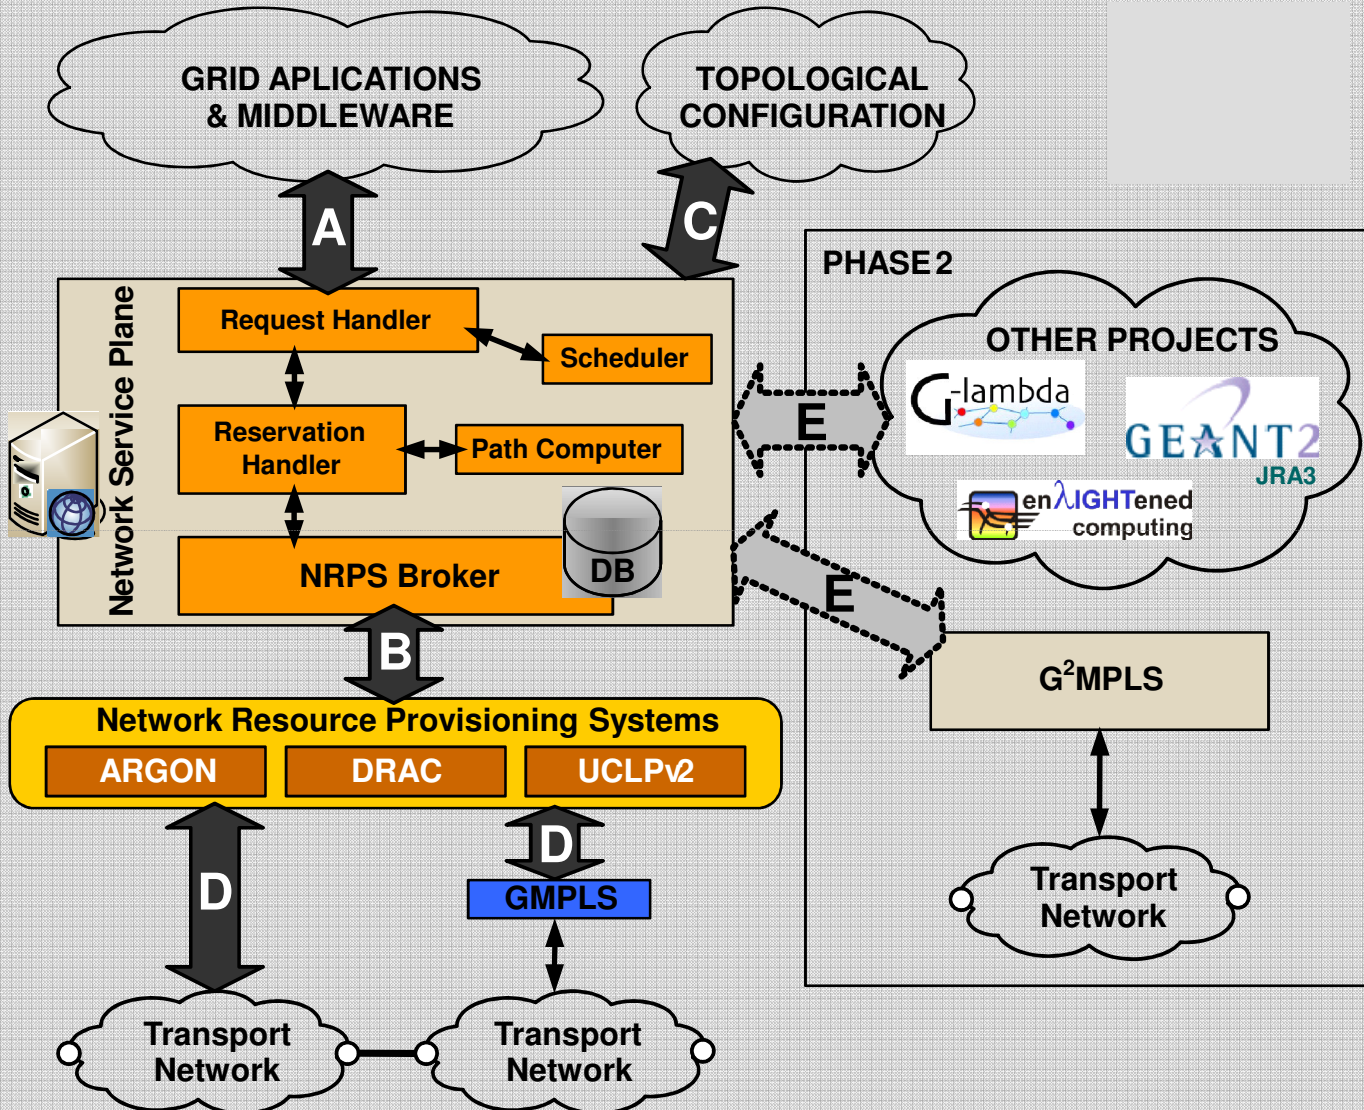 GRID APLICATIONS
& MIDDLEWARE
TOPOLOGICAL
CONFIGURATION
A
C
PHASE 2
Network Service Plane
Request Handler
Scheduler
Reservation
Handler
Path Computer
NRPS Broker
DB
E
OTHER PROJECTS
G-lambda
GEANT2
JRA3
enλIGHTened
computing
E
G²MPLS
B
Network Resource Provisioning Systems
ARGON
DRAC
UCLPv2
D
D
GMPLS
Transport
Network
Transport
Network
Transport
Network